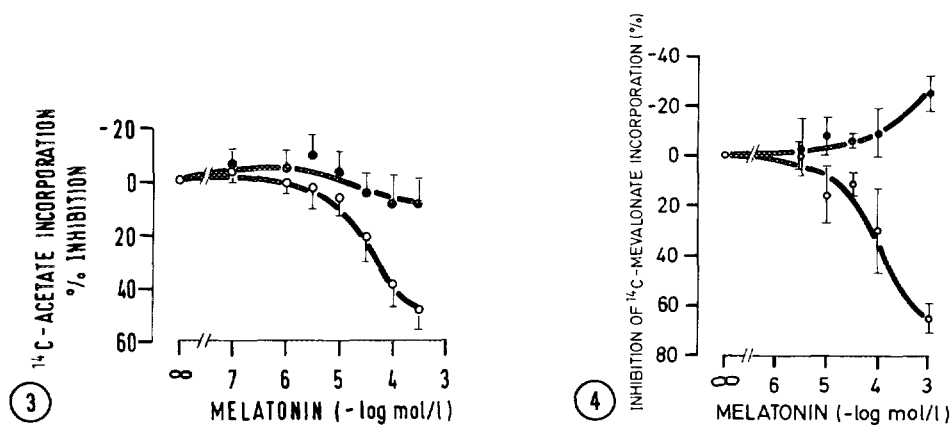 ¹⁴C-ACETATE INCORPORATION
% INHIBITION
-20
0
20
40
60
∞ 7 6 5 4 3
MELATONIN (-log mol/l)
3
INHIBITION OF ¹⁴C-MEVALONATE INCORPORATION (%)
-40
-20
0
20
40
60
80
∞ 6 5 4 3
MELATONIN (-log mol/l)
4